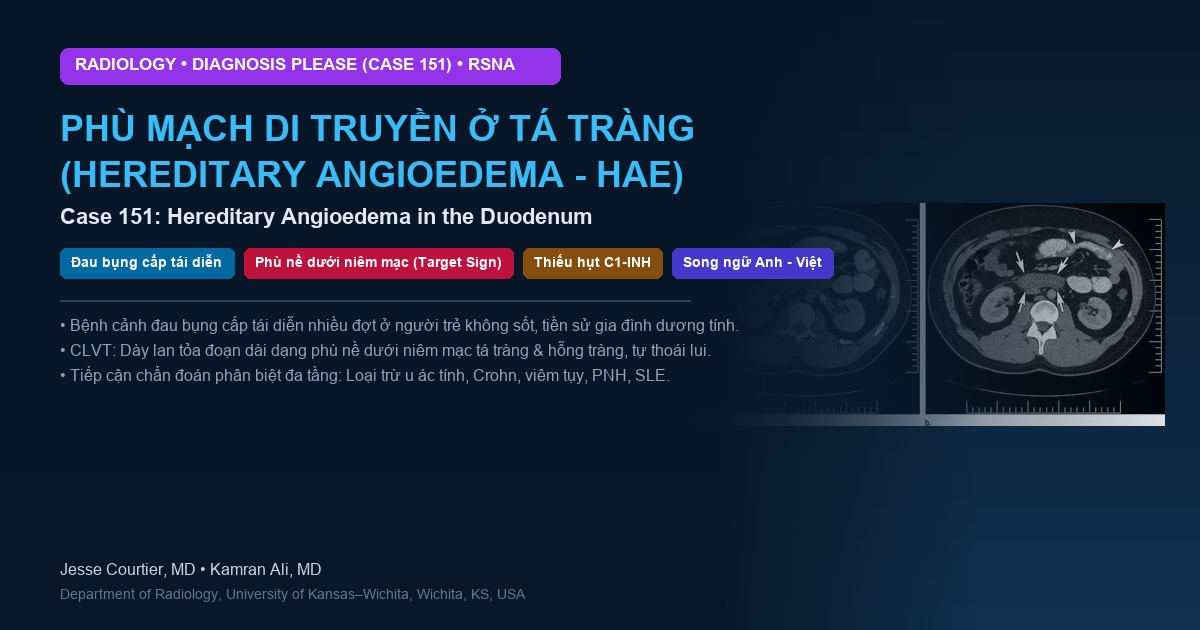 RADIOLOGY • DIAGNOSIS PLEASE (CASE 151) • RSNA
PHÙ MẠCH DI TRUYỀN Ở TÁ TRÀNG
(HEREDITARY ANGIOEDEMA - HAE)
Case 151: Hereditary Angioedema in the Duodenum
Đau bụng cấp tái diễn
Phù nề dưới niêm mạc (Target Sign)
Thiếu hụt C1-INH
Song ngữ Anh - Việt
• Bệnh cảnh đau bụng cấp tái diễn nhiều đợt ở người trẻ không sốt, tiền sử gia đình dương tính.
• CLVT: Dày lan tỏa đoạn dài dạng phù nề dưới niêm mạc tá tràng & hỗng tràng, tự thoái lui.
• Tiếp cận chẩn đoán phân biệt đa tầng: Loại trừ u ác tính, Crohn, viêm tụy, PNH, SLE.
b.
Jesse Courtier, MD • Kamran Ali, MD
Department of Radiology, University of Kansas–Wichita, Wichita, KS, USA